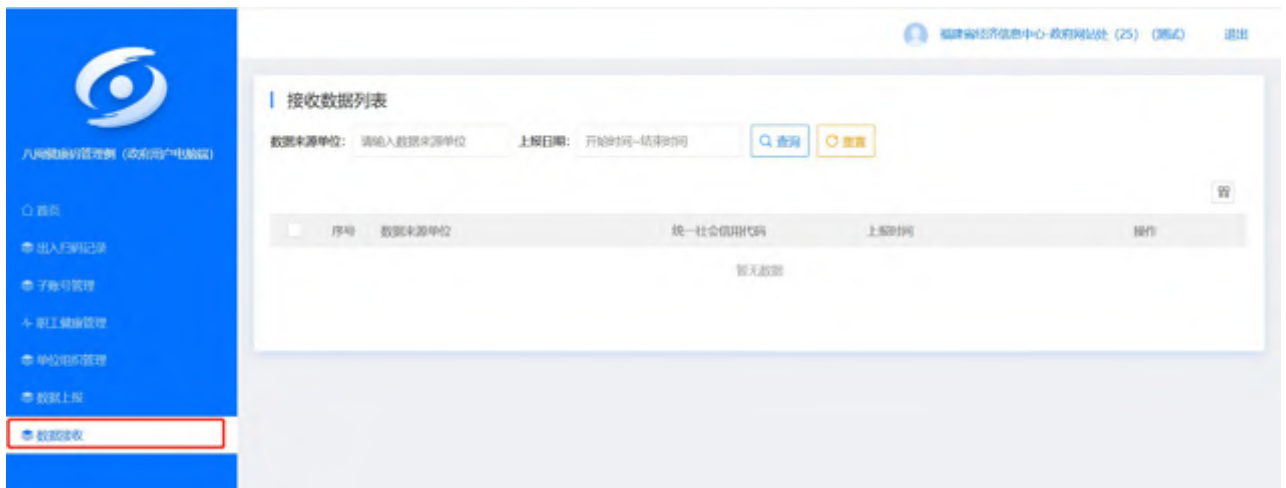 福建省经济信息中心-政府网站处 (25) (测试) 退出
接收数据列表
数据来源单位: 请输入数据来源单位 上报日期: 开始时间~结束时间 查询 重置
八闽健康码管理侧 (政府用户电脑端)
首页
序号 数据来源单位 统一社会信用代码 上报时间 操作
出入扫码记录
暂无数据
子账号管理
职工健康管理
单位组织管理
数据上报
数据接收